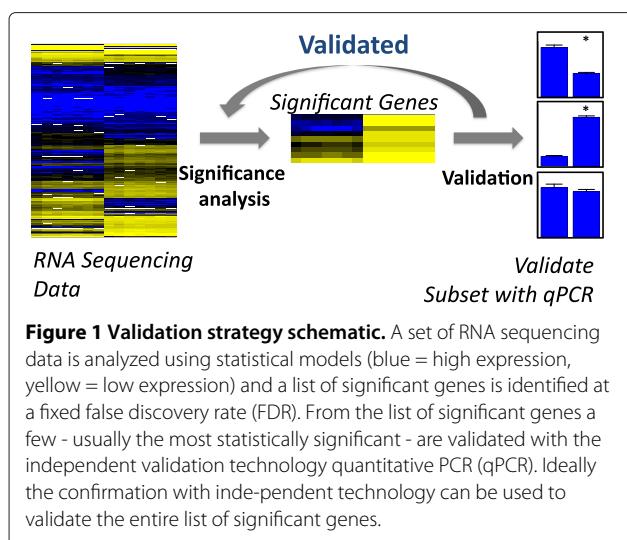 Validated
*
Significant Genes
*
Significance
analysis
Validation
RNA Sequencing
Data
Validate
Subset with qPCR
Figure 1 Validation strategy schematic. A set of RNA sequencing
data is analyzed using statistical models (blue = high expression,
yellow = low expression) and a list of significant genes is identified at
a fixed false discovery rate (FDR). From the list of significant genes a
few - usually the most statistically significant - are validated with the
independent validation technology quantitative PCR (qPCR). Ideally
the confirmation with inde-pendent technology can be used to
validate the entire list of significant genes.